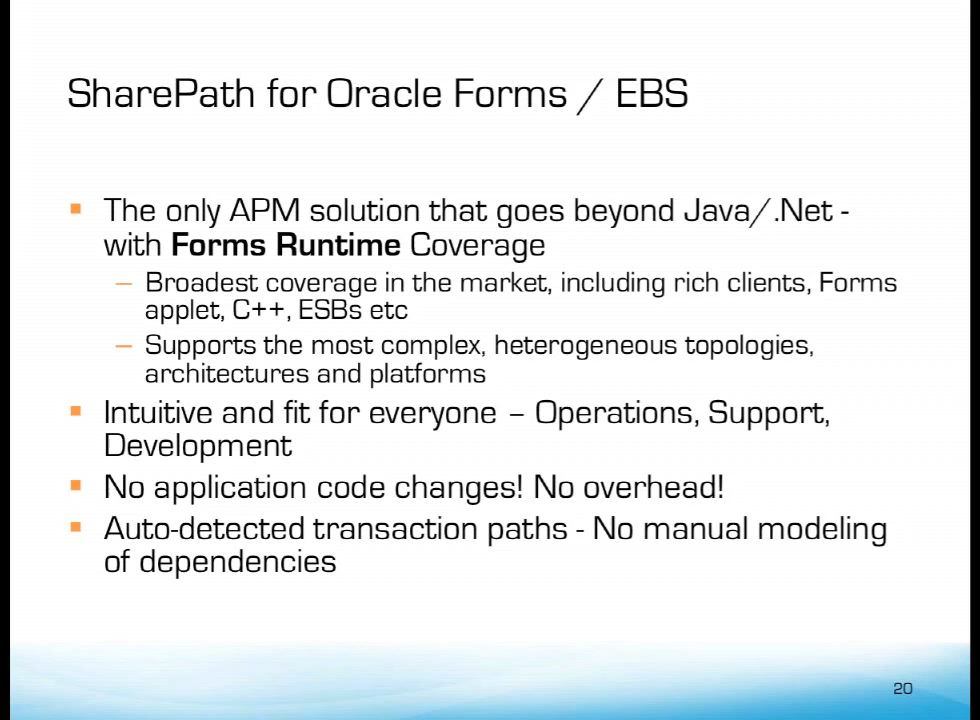 SharePath for Oracle Forms / EBS
▪ The only APM solution that goes beyond Java/.Net -
with Forms Runtime Coverage
– Broadest coverage in the market, including rich clients, Forms
applet, C++, ESBs etc
– Supports the most complex, heterogeneous topologies,
architectures and platforms
▪ Intuitive and fit for everyone – Operations, Support,
Development
▪ No application code changes! No overhead!
▪ Auto-detected transaction paths - No manual modeling
of dependencies
20